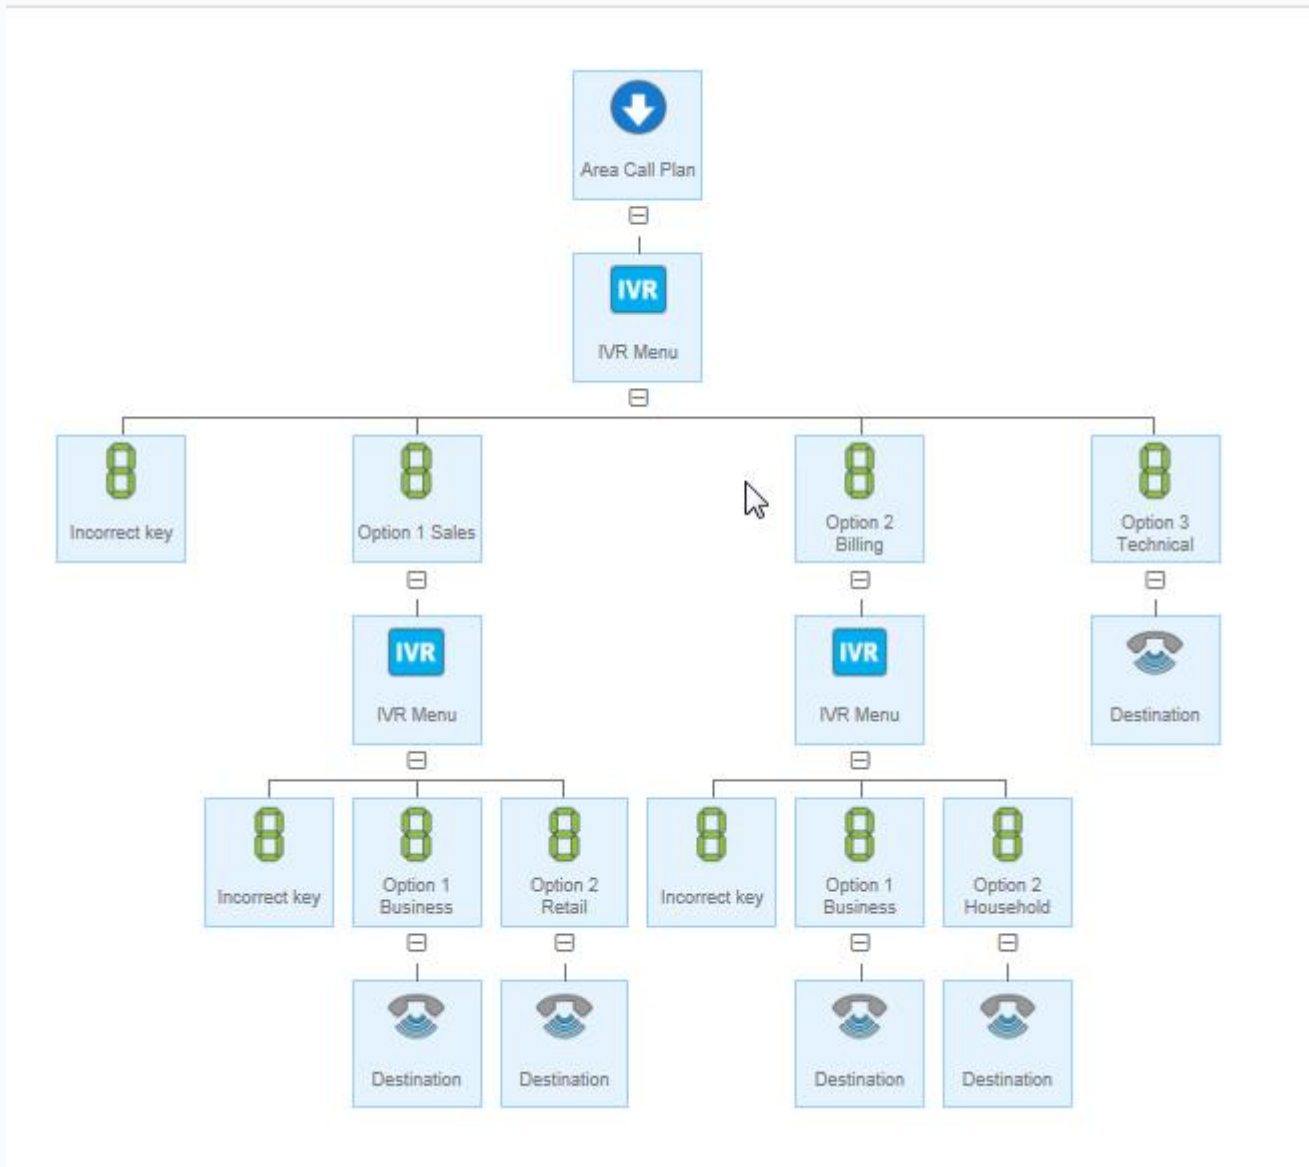 Area Call Plan
IVR
IVR Menu
Incorrect key
Option 1 Sales
Option 2
Billing
Option 3
Technical
IVR
IVR Menu
IVR
IVR Menu
Destination
Incorrect key
Option 1
Business
Option 2
Retail
Incorrect key
Option 1
Business
Option 2
Household
Destination
Destination
Destination
Destination